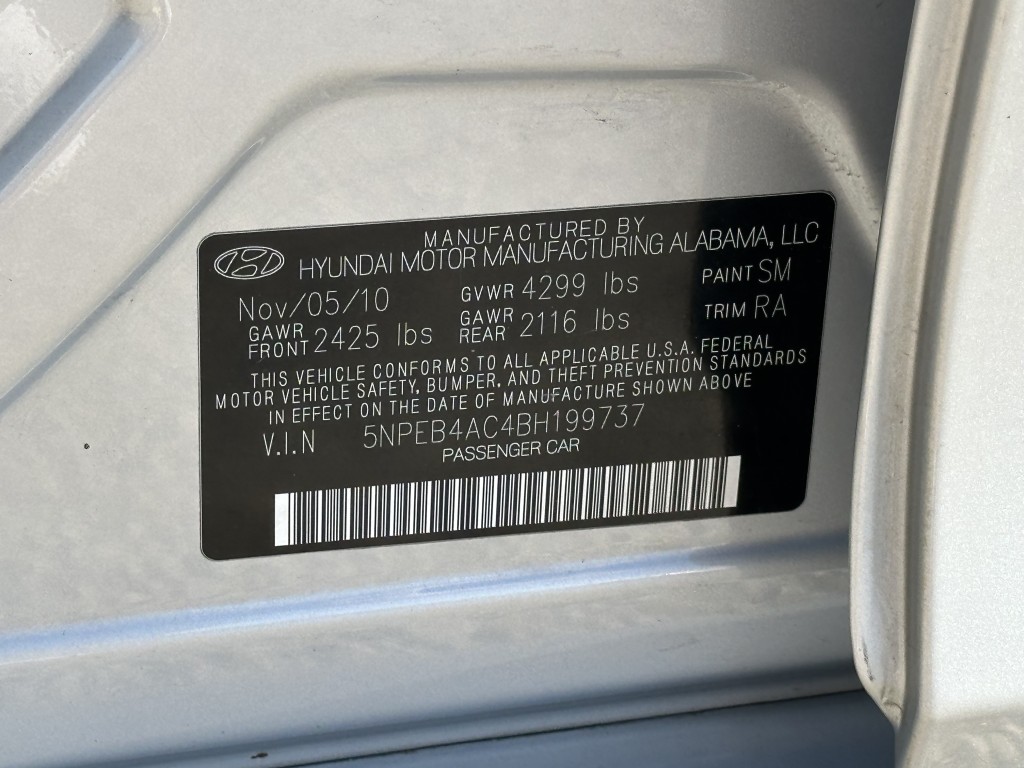 MANUFACTURED BY
HYUNDAI MOTOR MANUFACTURING ALABAMA, LLC
Nov/05/10 GVWR 4299 lbs PAINT SM
GAWR FRONT 2425 lbs GAWR REAR 2116 lbs TRIM RA
THIS VEHICLE CONFORMS TO ALL APPLICABLE U.S.A. FEDERAL
MOTOR VEHICLE SAFETY, BUMPER, AND THEFT PREVENTION STANDARDS
IN EFFECT ON THE DATE OF MANUFACTURE SHOWN ABOVE
V.I.N 5NPEB4AC4BH199737
PASSENGER CAR